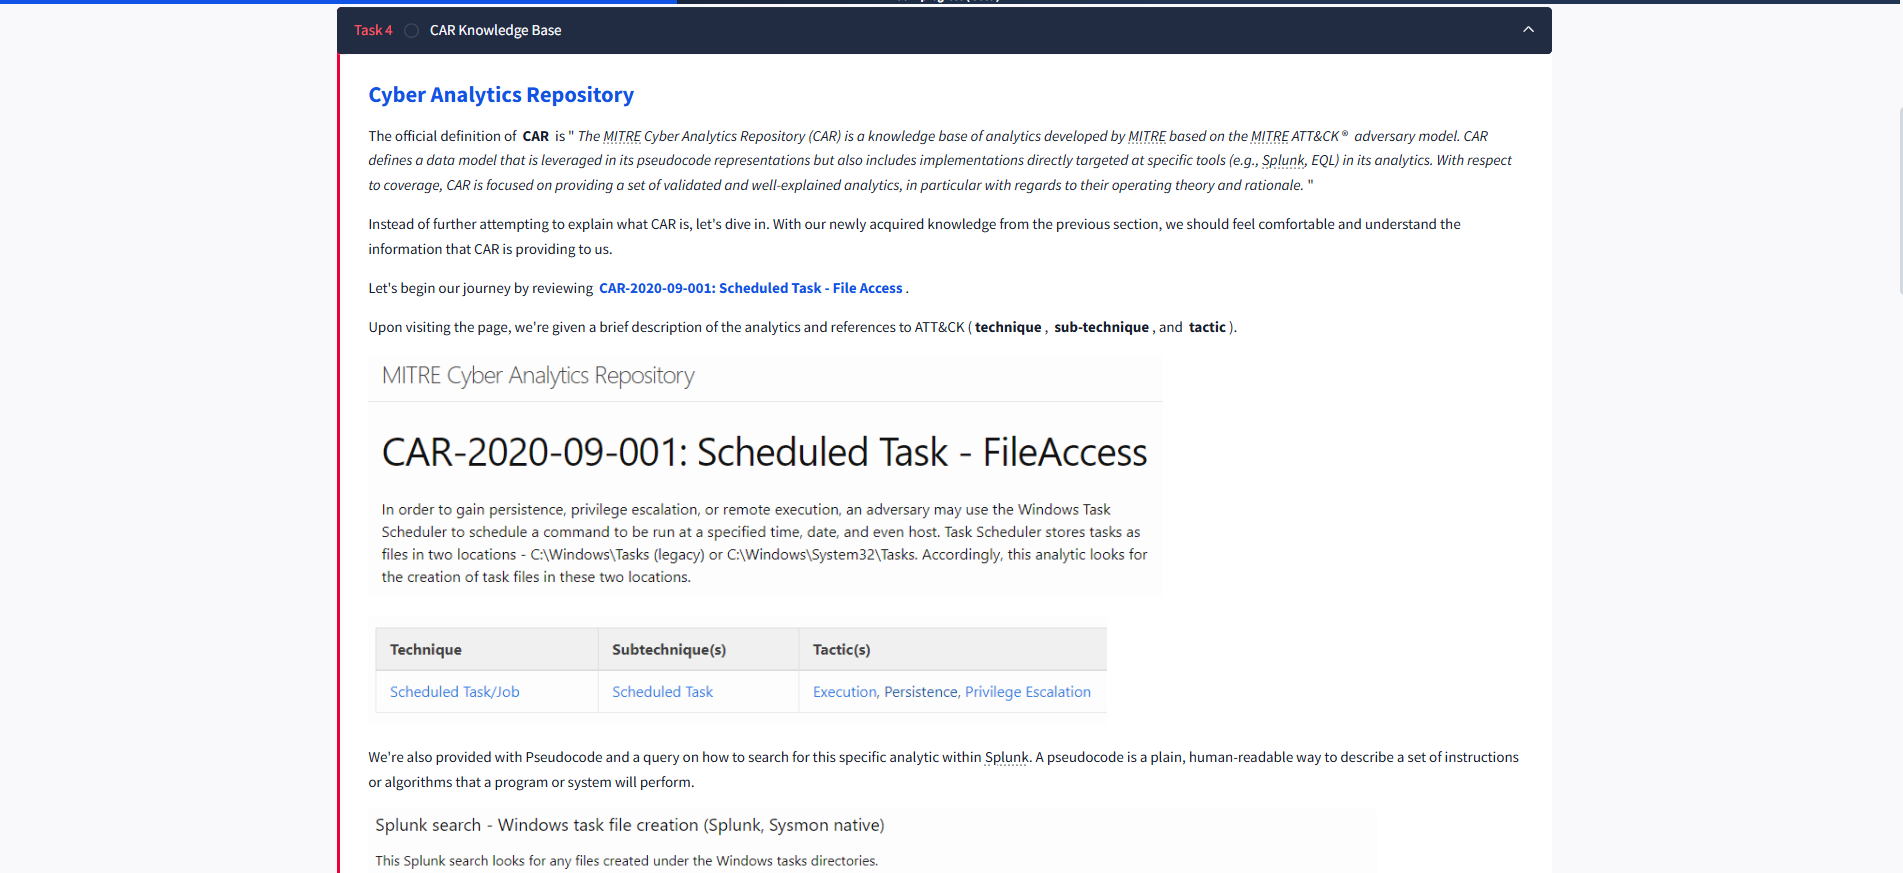 Task 4 CAR Knowledge Base
Cyber Analytics Repository
The official definition of CAR is " The MITRE Cyber Analytics Repository (CAR) is a knowledge base of analytics developed by MITRE based on the MITRE ATT&CK® adversary model. CAR
defines a data model that is leveraged in its pseudocode representations but also includes implementations directly targeted at specific tools (e.g., Splunk, EQL) in its analytics. With respect
to coverage, CAR is focused on providing a set of validated and well-explained analytics, in particular with regards to their operating theory and rationale. "
Instead of further attempting to explain what CAR is, let's dive in. With our newly acquired knowledge from the previous section, we should feel comfortable and understand the
information that CAR is providing to us.
Let's begin our journey by reviewing CAR-2020-09-001: Scheduled Task - File Access .
Upon visiting the page, we're given a brief description of the analytics and references to ATT&CK ( technique , sub-technique , and tactic ).
MITRE Cyber Analytics Repository
CAR-2020-09-001: Scheduled Task - FileAccess
In order to gain persistence, privilege escalation, or remote execution, an adversary may use the Windows Task
Scheduler to schedule a command to be run at a specified time, date, and even host. Task Scheduler stores tasks as
files in two locations - C:\Windows\Tasks (legacy) or C:\Windows\System32\Tasks. Accordingly, this analytic looks for
the creation of task files in these two locations.
Technique Subtechnique(s) Tactic(s)
Scheduled Task/Job Scheduled Task Execution, Persistence, Privilege Escalation
We're also provided with Pseudocode and a query on how to search for this specific analytic within Splunk. A pseudocode is a plain, human-readable way to describe a set of instructions
or algorithms that a program or system will perform.
Splunk search - Windows task file creation (Splunk, Sysmon native)
This Splunk search looks for any files created under the Windows tasks directories.